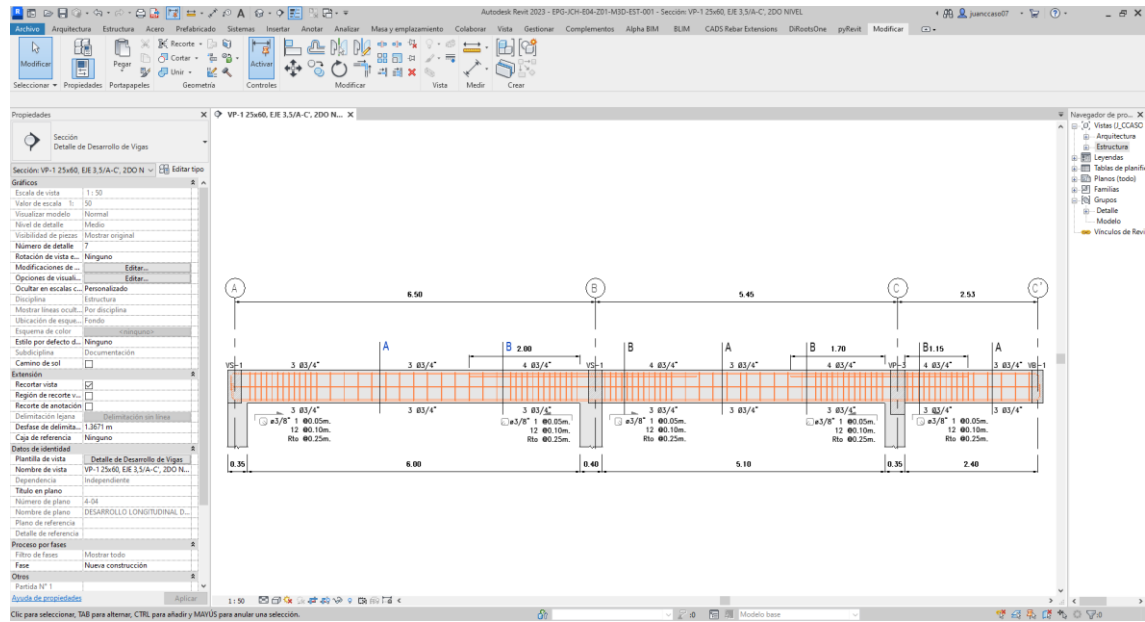 Autodesk Revit 2023 - EPG-JCH-E04-Z01-M3D-EST-001 - Sección: VP-1 25x60, EJE 3,5/A-C', 2DO NIVEL
juanccaso07
Archivo Arquitectura Estructura Acero Prefabricado Sistemas Insertar Anotar Analizar Masa y emplazamiento Colaborar Vista Gestionar Complementos Alpha BIM BLIM CADS Rebar Extensions DiRootsOne pyRevit Modificar
Modificar Propiedades Pegar Recorte Cortar Unir Activar
Seleccionar Propiedades Portapapeles Geometría Controles Modificar Vista Medir Crear
Propiedades X
VP-1 25x60, EJE 3,5/A-C', 2DO N... X
Navegador de pro... X
Sección
Detalle de Desarrollo de Vigas
Sección: VP-1 25x60, EJE 3,5/A-C', 2DO N
Editar tipo
Gráficos
Escala de vista 1 : 50
Valor de escala 1: 50
Visualizar modelo Normal
Nivel de detalle Medio
Visibilidad de piezas Mostrar original
Número de detalle 7
Rotación de vista e... Ninguno
Modificaciones de ... Editar...
Opciones de visuali... Editar...
Ocultar en escalas c... Personalizado
Disciplina Estructura
Mostrar líneas ocult... Por disciplina
Ubicación de esque... Fondo
Esquema de color <ninguno>
Estilo por defecto d... Ninguno
Subdisciplina Documentación
Camino de sol
Extensión
Recortar vista
Región de recorte v...
Recorte de anotación
Delimitación lejana Delimitación sin línea
Desfase de delimita... 1.3671 m
Caja de referencia Ninguno
Datos de identidad
Plantilla de vista Detalle de Desarrollo de Vigas
Nombre de vista VP-1 25x60, EJE 3,5/A-C', 2DO N...
Dependencia Independiente
Título en plano
Número de plano 4-04
Nombre de plano DESARROLLO LONGITUDINAL D...
Plano de referencia
Detalle de referencia
Proceso por fases
Filtro de fases Mostrar todo
Fase Nueva construcción
Otros
Partida N° 1
Ayuda de propiedades Aplicar
A B C C'
6.50 5.45 2.53
A B 2.00 B A B 1.70 B 1.15 A
VS-1 3 Ø3/4" 3 Ø3/4" 4 Ø3/4" VS-1 4 Ø3/4" 3 Ø3/4" 4 Ø3/4" VP-3 4 Ø3/4" 3 Ø3/4" VB-1
3 Ø3/4" 3 Ø3/4" 3 Ø3/4" 3 Ø3/4" 3 Ø3/4" 3 Ø3/4" 3 Ø3/4" 3 Ø3/4"
ø3/8" 1 @0.05m. ø3/8" 1 @0.05m. ø3/8" 1 @0.05m. ø3/8" 1 @0.05m. ø3/8" 1 @0.05m.
12 @0.10m. 12 @0.10m. 12 @0.10m. 12 @0.10m. 12 @0.10m.
Rto @0.25m. Rto @0.25m. Rto @0.25m. Rto @0.25m. Rto @0.25m.
0.35 6.00 0.40 5.10 0.35 2.40
Vistas (J_CCASO
Arquitectura
Estructura
Leyendas
Tablas de planifi
Planos (todo)
Familias
Grupos
Detalle
Modelo
Vínculos de Revi
1 : 50
Clic para seleccionar, TAB para alternar, CTRL para añadir y MAYÚS para anular una selección.
:0
Modelo base
:0